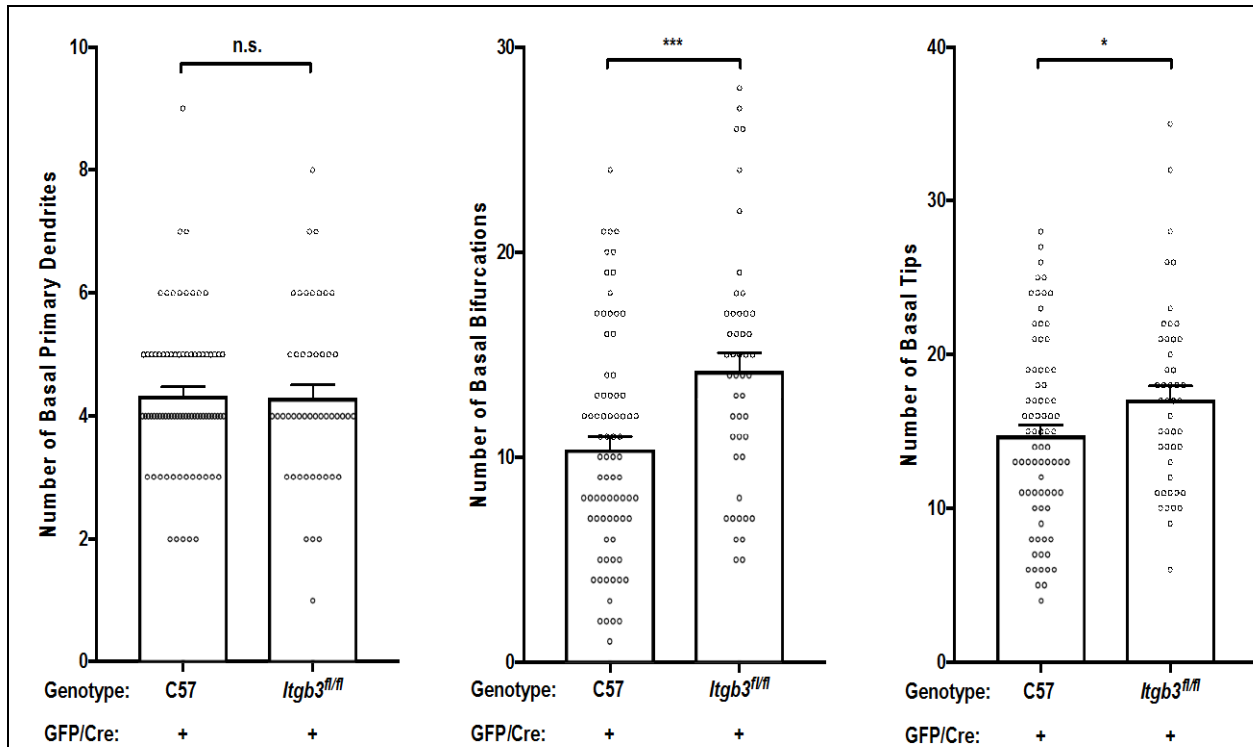 n.s.
10
8
6
4
2
0
Number of Basal Primary Dendrites
Genotype: C57 Itgb3fl/fl
GFP/Cre: + +
***
30
20
10
0
Number of Basal Bifurcations
Genotype: C57 Itgb3fl/fl
GFP/Cre: + +
*
40
30
20
10
0
Number of Basal Tips
Genotype: C57 Itgb3fl/fl
GFP/Cre: + +